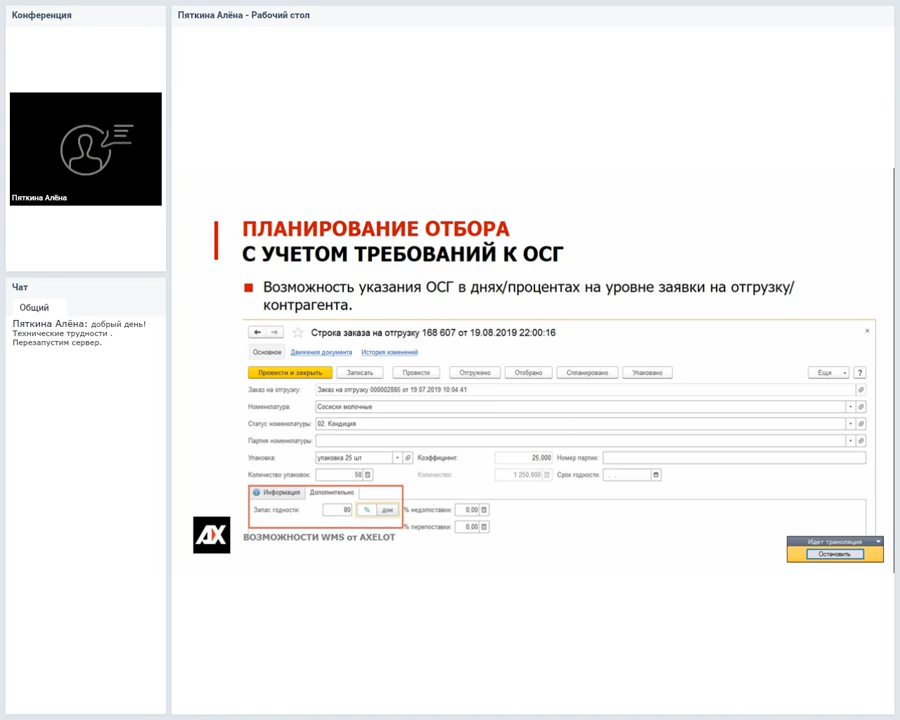 Конференция
Пяткина Алёна
Чат
Общий
Пяткина Алёна: добрый день!
Технические трудности .
Перезапустим сервер.
Пяткина Алёна - Рабочий стол
ПЛАНИРОВАНИЕ ОТБОРА
С УЧЕТОМ ТРЕБОВАНИЙ К ОСГ
Возможность указания ОСГ в днях/процентах на уровне заявки на отгрузку/
контрагента.
Строка заказа на отгрузку 168 607 от 19.08.2019 22:00:16
Основное Движения документа История изменений
Провести и закрыть Записать Провести Отгружено Отобрано Спланировано Упаковано Еще ?
Заказ на отгрузку: Заказ на отгрузку 000002885 от 19.07.2019 10:04:41
Номенклатура: Сосиски молочные
Статус номенклатуры: 02. Кондиция
Партия номенклатуры:
Упаковка: упаковка 25 шт Коэффициент: 25,000 Номер партии:
Количество упаковок: 50 Количество: 1 250,000 Срок годности: . .
Информация Дополнительно
Запас годности: 80 % дни % недопоставки: 0,00
% перепоставки: 0,00
AX
ВОЗМОЖНОСТИ WMS от AXELOT
Идет трансляция
Остановить